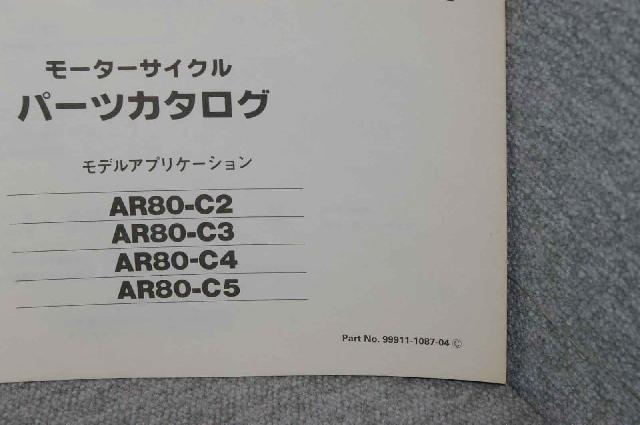 モーターサイクル
パーツカタログ
モデルアプリケーション
AR80-C2
AR80-C3
AR80-C4
AR80-C5
Part No. 99911-1087-04 Ⓒ